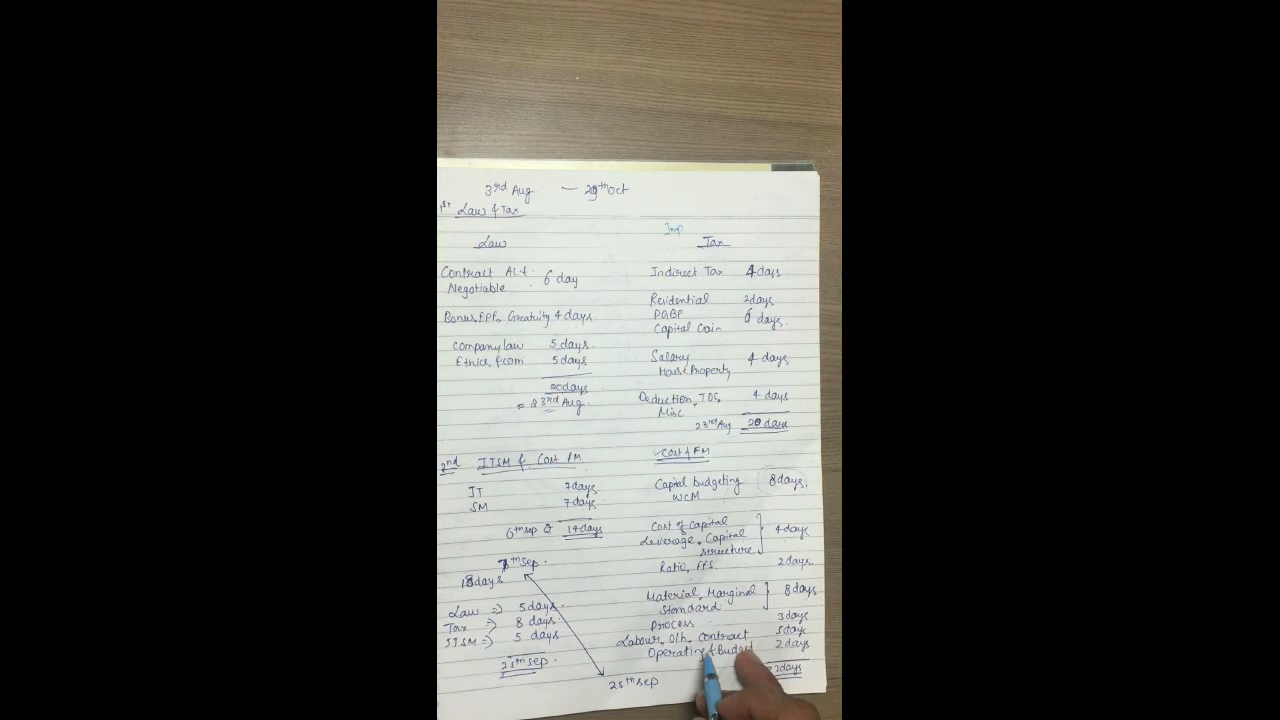 3rd Aug. — 29th Oct
1st Law & Tax
Imp
Law
Tax
Contract Act.
Negotiable
6 day
Indirect Tax 4 days
Residential 2 days
PGBP
Capital Gain
6 days
Bonus, EPF, Greatuity 4 days
Company law 5 days
Ethics, & com 5 days
20 days
= 23rd Aug.
Salary
House Property
4 days
Deduction, TDS,
Misc
4 days
23rd Aug 20 days
2nd ITSM & Cost FM
Cost & FM
IT 7 days
SM 7 days
6th Sep 14 days
Capital budgeting
WCM
8 days
Cost of Capital
Leverage, Capital
structure
4 days
Ratio, FFS 2 days
7th Sep.
18 days
Law => 5 days.
Tax => 8 days
ITSM => 5 days
25th Sep.
Material, Marginal
Standard
8 days
Process 3 days
Labour, O/h, contract 5 days
Operating & Budget 2 days
25th Sep
32 days